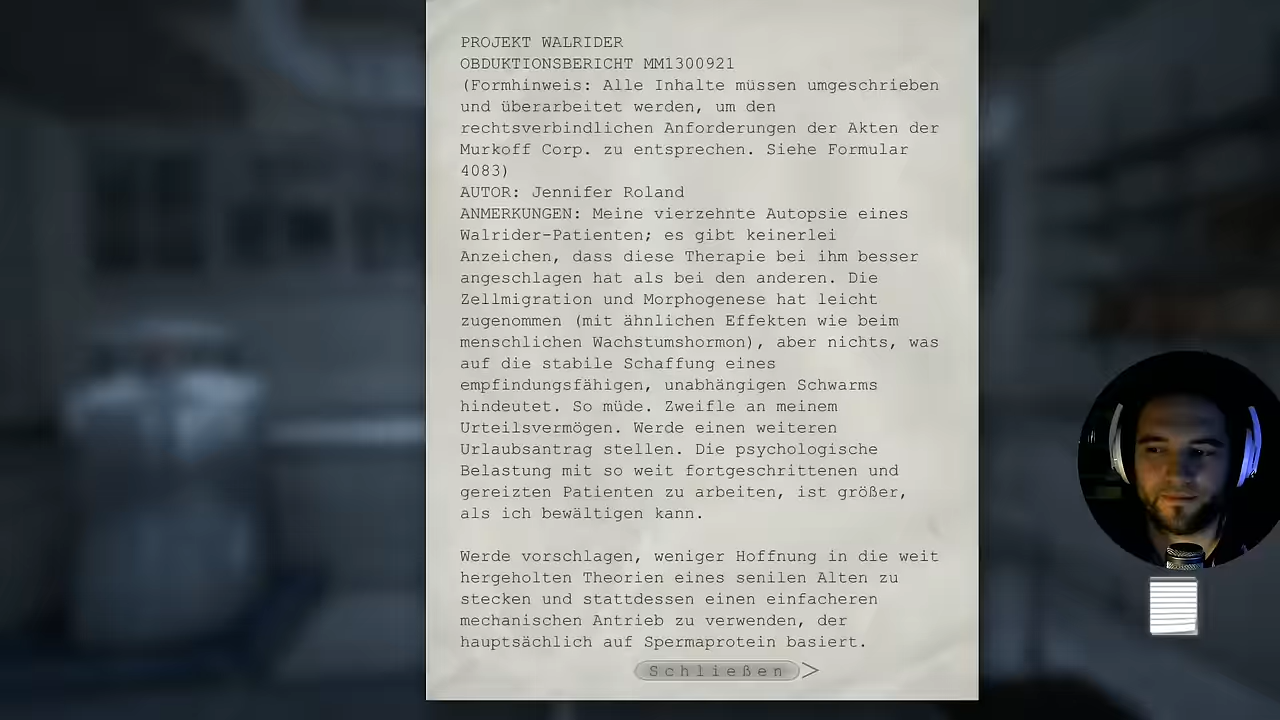 PROJEKT WALRIDER
OBDUKTIONSBERICHT MM1300921
(Formhinweis: Alle Inhalte müssen umgeschrieben
und überarbeitet werden, um den
rechtsverbindlichen Anforderungen der Akten der
Murkoff Corp. zu entsprechen. Siehe Formular
4083)
AUTOR: Jennifer Roland
ANMERKUNGEN: Meine vierzehnte Autopsie eines
Walrider-Patienten; es gibt keinerlei
Anzeichen, dass diese Therapie bei ihm besser
angeschlagen hat als bei den anderen. Die
Zellmigration und Morphogenese hat leicht
zugenommen (mit ähnlichen Effekten wie beim
menschlichen Wachstumshormon), aber nichts, was
auf die stabile Schaffung eines
empfindungsfähigen, unabhängigen Schwarms
hindeutet. So müde. Zweifle an meinem
Urteilsvermögen. Werde einen weiteren
Urlaubsantrag stellen. Die psychologische
Belastung mit so weit fortgeschrittenen und
gereizten Patienten zu arbeiten, ist größer,
als ich bewältigen kann.
Werde vorschlagen, weniger Hoffnung in die weit
hergeholten Theorien eines senilen Alten zu
stecken und stattdessen einen einfacheren
mechanischen Antrieb zu verwenden, der
hauptsächlich auf Spermaprotein basiert.
Schließen